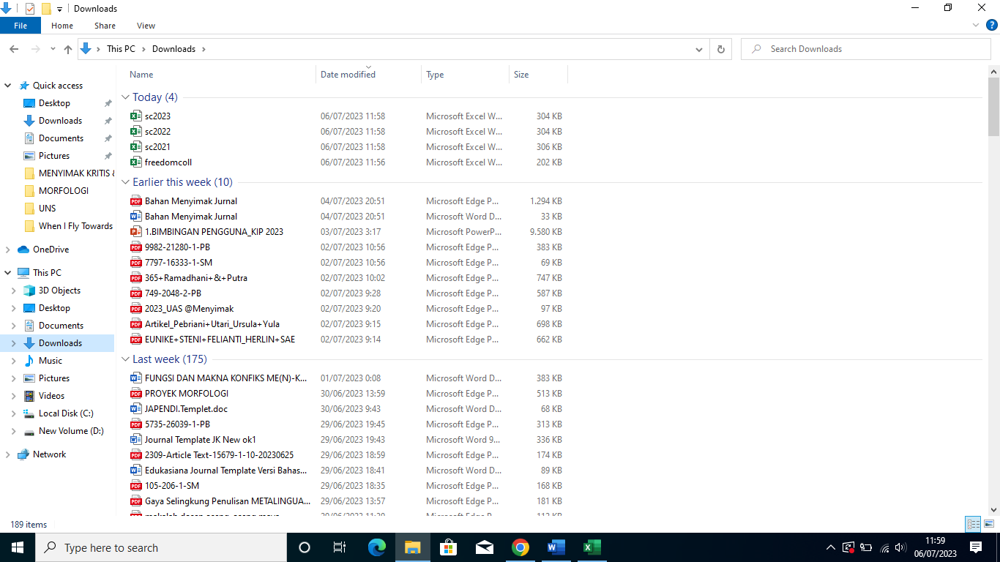 Downloads
File Home Share View
This PC Downloads
Search Downloads
Name Date modified Type Size
Quick access
Desktop
Downloads
Documents
Pictures
MENYIMAK KRITIS &
MORFOLOGI
UNS
When I Fly Towards
OneDrive
This PC
3D Objects
Desktop
Documents
Downloads
Music
Pictures
Videos
Local Disk (C:)
New Volume (D:)
Network
Today (4)
sc2023 06/07/2023 11:58 Microsoft Excel W... 304 KB
sc2022 06/07/2023 11:58 Microsoft Excel W... 304 KB
sc2021 06/07/2023 11:58 Microsoft Excel W... 306 KB
freedomcoll 06/07/2023 11:56 Microsoft Excel W... 202 KB
Earlier this week (10)
Bahan Menyimak Jurnal 04/07/2023 20:51 Microsoft Edge P... 1.294 KB
Bahan Menyimak Jurnal 04/07/2023 20:51 Microsoft Word D... 33 KB
1.BIMBINGAN PENGGUNA_KIP 2023 03/07/2023 3:17 Microsoft PowerP... 9.580 KB
9982-21280-1-PB 02/07/2023 10:56 Microsoft Edge P... 383 KB
7797-16333-1-SM 02/07/2023 10:56 Microsoft Edge P... 69 KB
365+Ramadhani+&+Putra 02/07/2023 10:02 Microsoft Edge P... 747 KB
749-2048-2-PB 02/07/2023 9:28 Microsoft Edge P... 587 KB
2023_UAS @Menyimak 02/07/2023 9:20 Microsoft Edge P... 97 KB
Artikel_Pebriani+Utari_Ursula+Yula 02/07/2023 9:15 Microsoft Edge P... 698 KB
EUNIKE+STENI+FELIANTI_HERLIN+SAE 02/07/2023 9:14 Microsoft Edge P... 662 KB
Last week (175)
FUNGSI DAN MAKNA KONFIKS ME(N)-K... 01/07/2023 0:08 Microsoft Word D... 383 KB
PROYEK MORFOLOGI 30/06/2023 13:59 Microsoft Edge P... 513 KB
JAPENDI.Templet.doc 30/06/2023 9:43 Microsoft Word D... 68 KB
5735-26039-1-PB 29/06/2023 19:45 Microsoft Edge P... 313 KB
Journal Template JK New ok1 29/06/2023 19:43 Microsoft Word 9... 336 KB
2309-Article Text-15679-1-10-20230625 29/06/2023 18:59 Microsoft Edge P... 174 KB
Edukasiana Journal Template Versi Bahas... 29/06/2023 18:41 Microsoft Word D... 89 KB
105-206-1-SM 29/06/2023 18:35 Microsoft Edge P... 168 KB
Gaya Selingkung Penulisan METALINGUA... 29/06/2023 13:57 Microsoft Edge P... 181 KB
189 items
Type here to search
11:59
06/07/2023